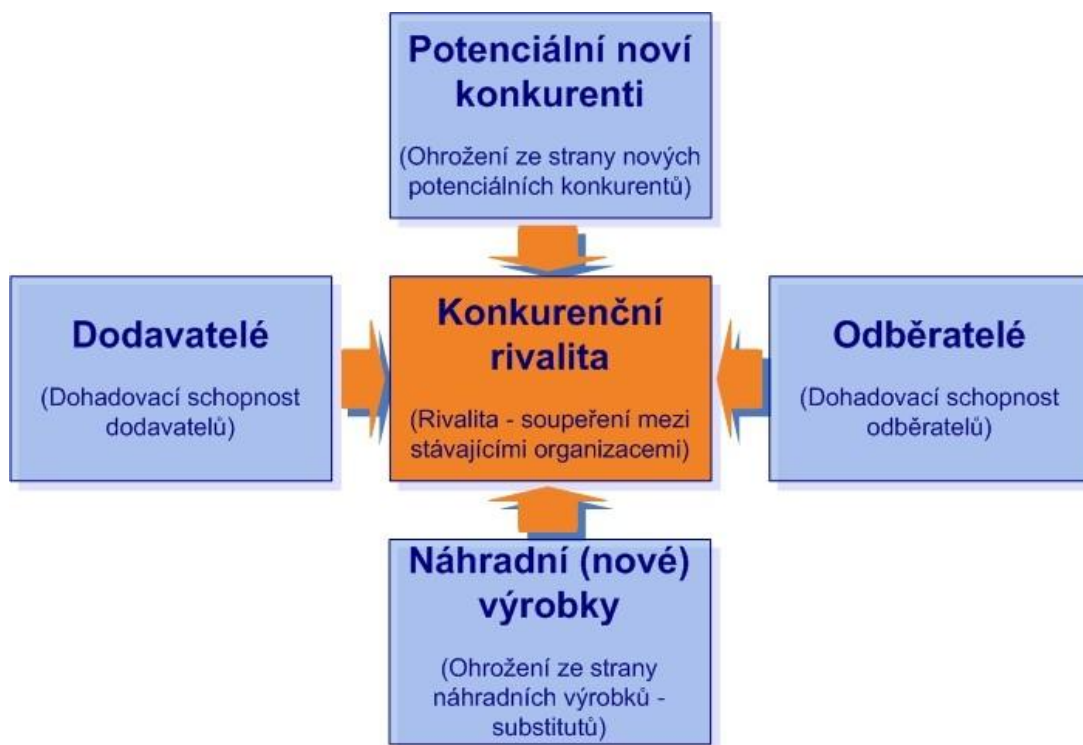 Potenciální noví
konkurenti
(Ohrožení ze strany nových
potenciálních konkurentů)
Dodavatelé
(Dohadovací schopnost
dodavatelů)
Konkurenční
rivalita
(Rivalita - soupeření mezi
stávajícími organizacemi)
Odběratelé
(Dohadovací schopnost
odběratelů)
Náhradní (nové)
výrobky
(Ohrožení ze strany
náhradních výrobků -
substitutů)